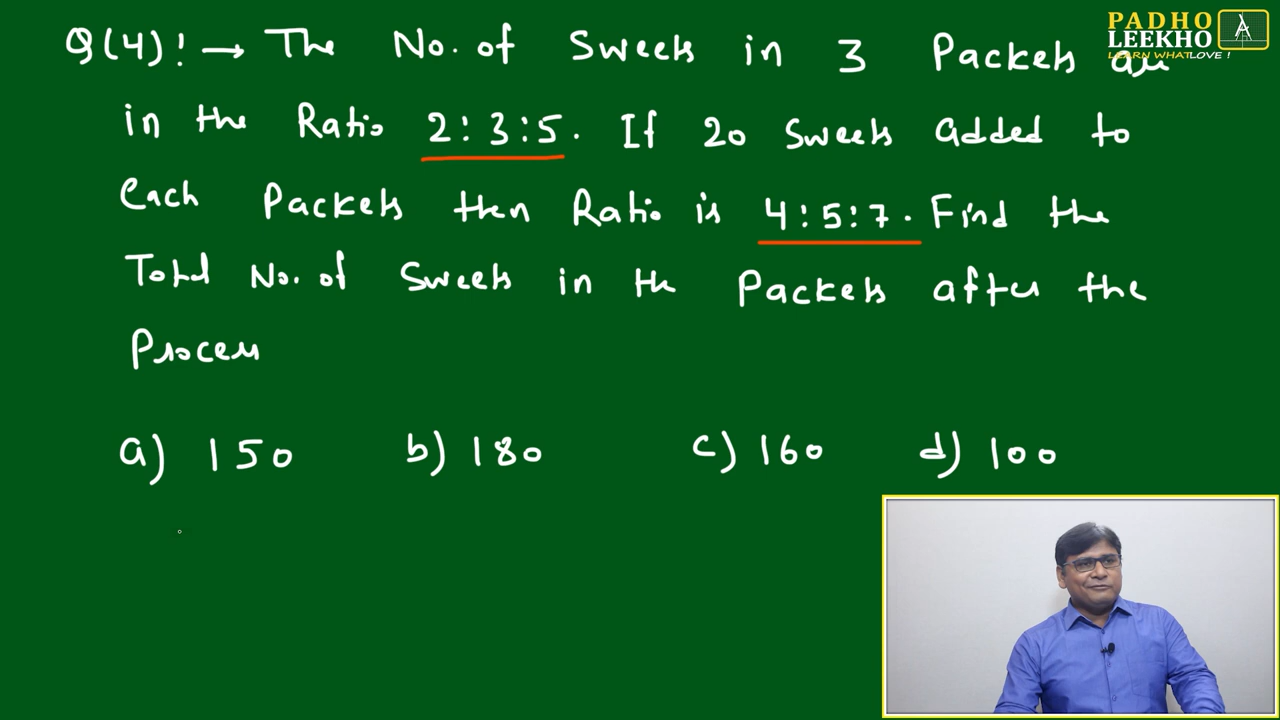 PADHO
LEEKHO
LEARN WHAT LOVE !
Q(4)! → The No. of Sweets in 3 Packets are
in the Ratio 2:3:5. If 20 Sweets added to
each Packets then Ratio is 4:5:7. Find the
Total No. of Sweets in the Packets after the
Process
a) 150 b) 180 c) 160 d) 100